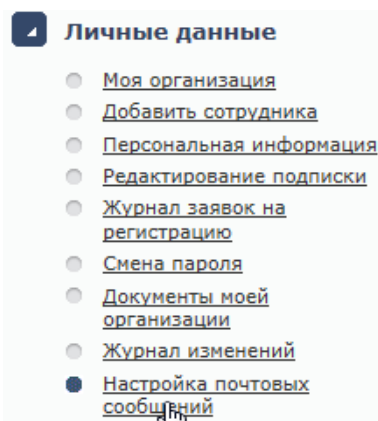 Личные данные
Моя организация
Добавить сотрудника
Персональная информация
Редактирование подписки
Журнал заявок на
регистрацию
Смена пароля
Документы моей
организации
Журнал изменений
Настройка почтовых
сообщений